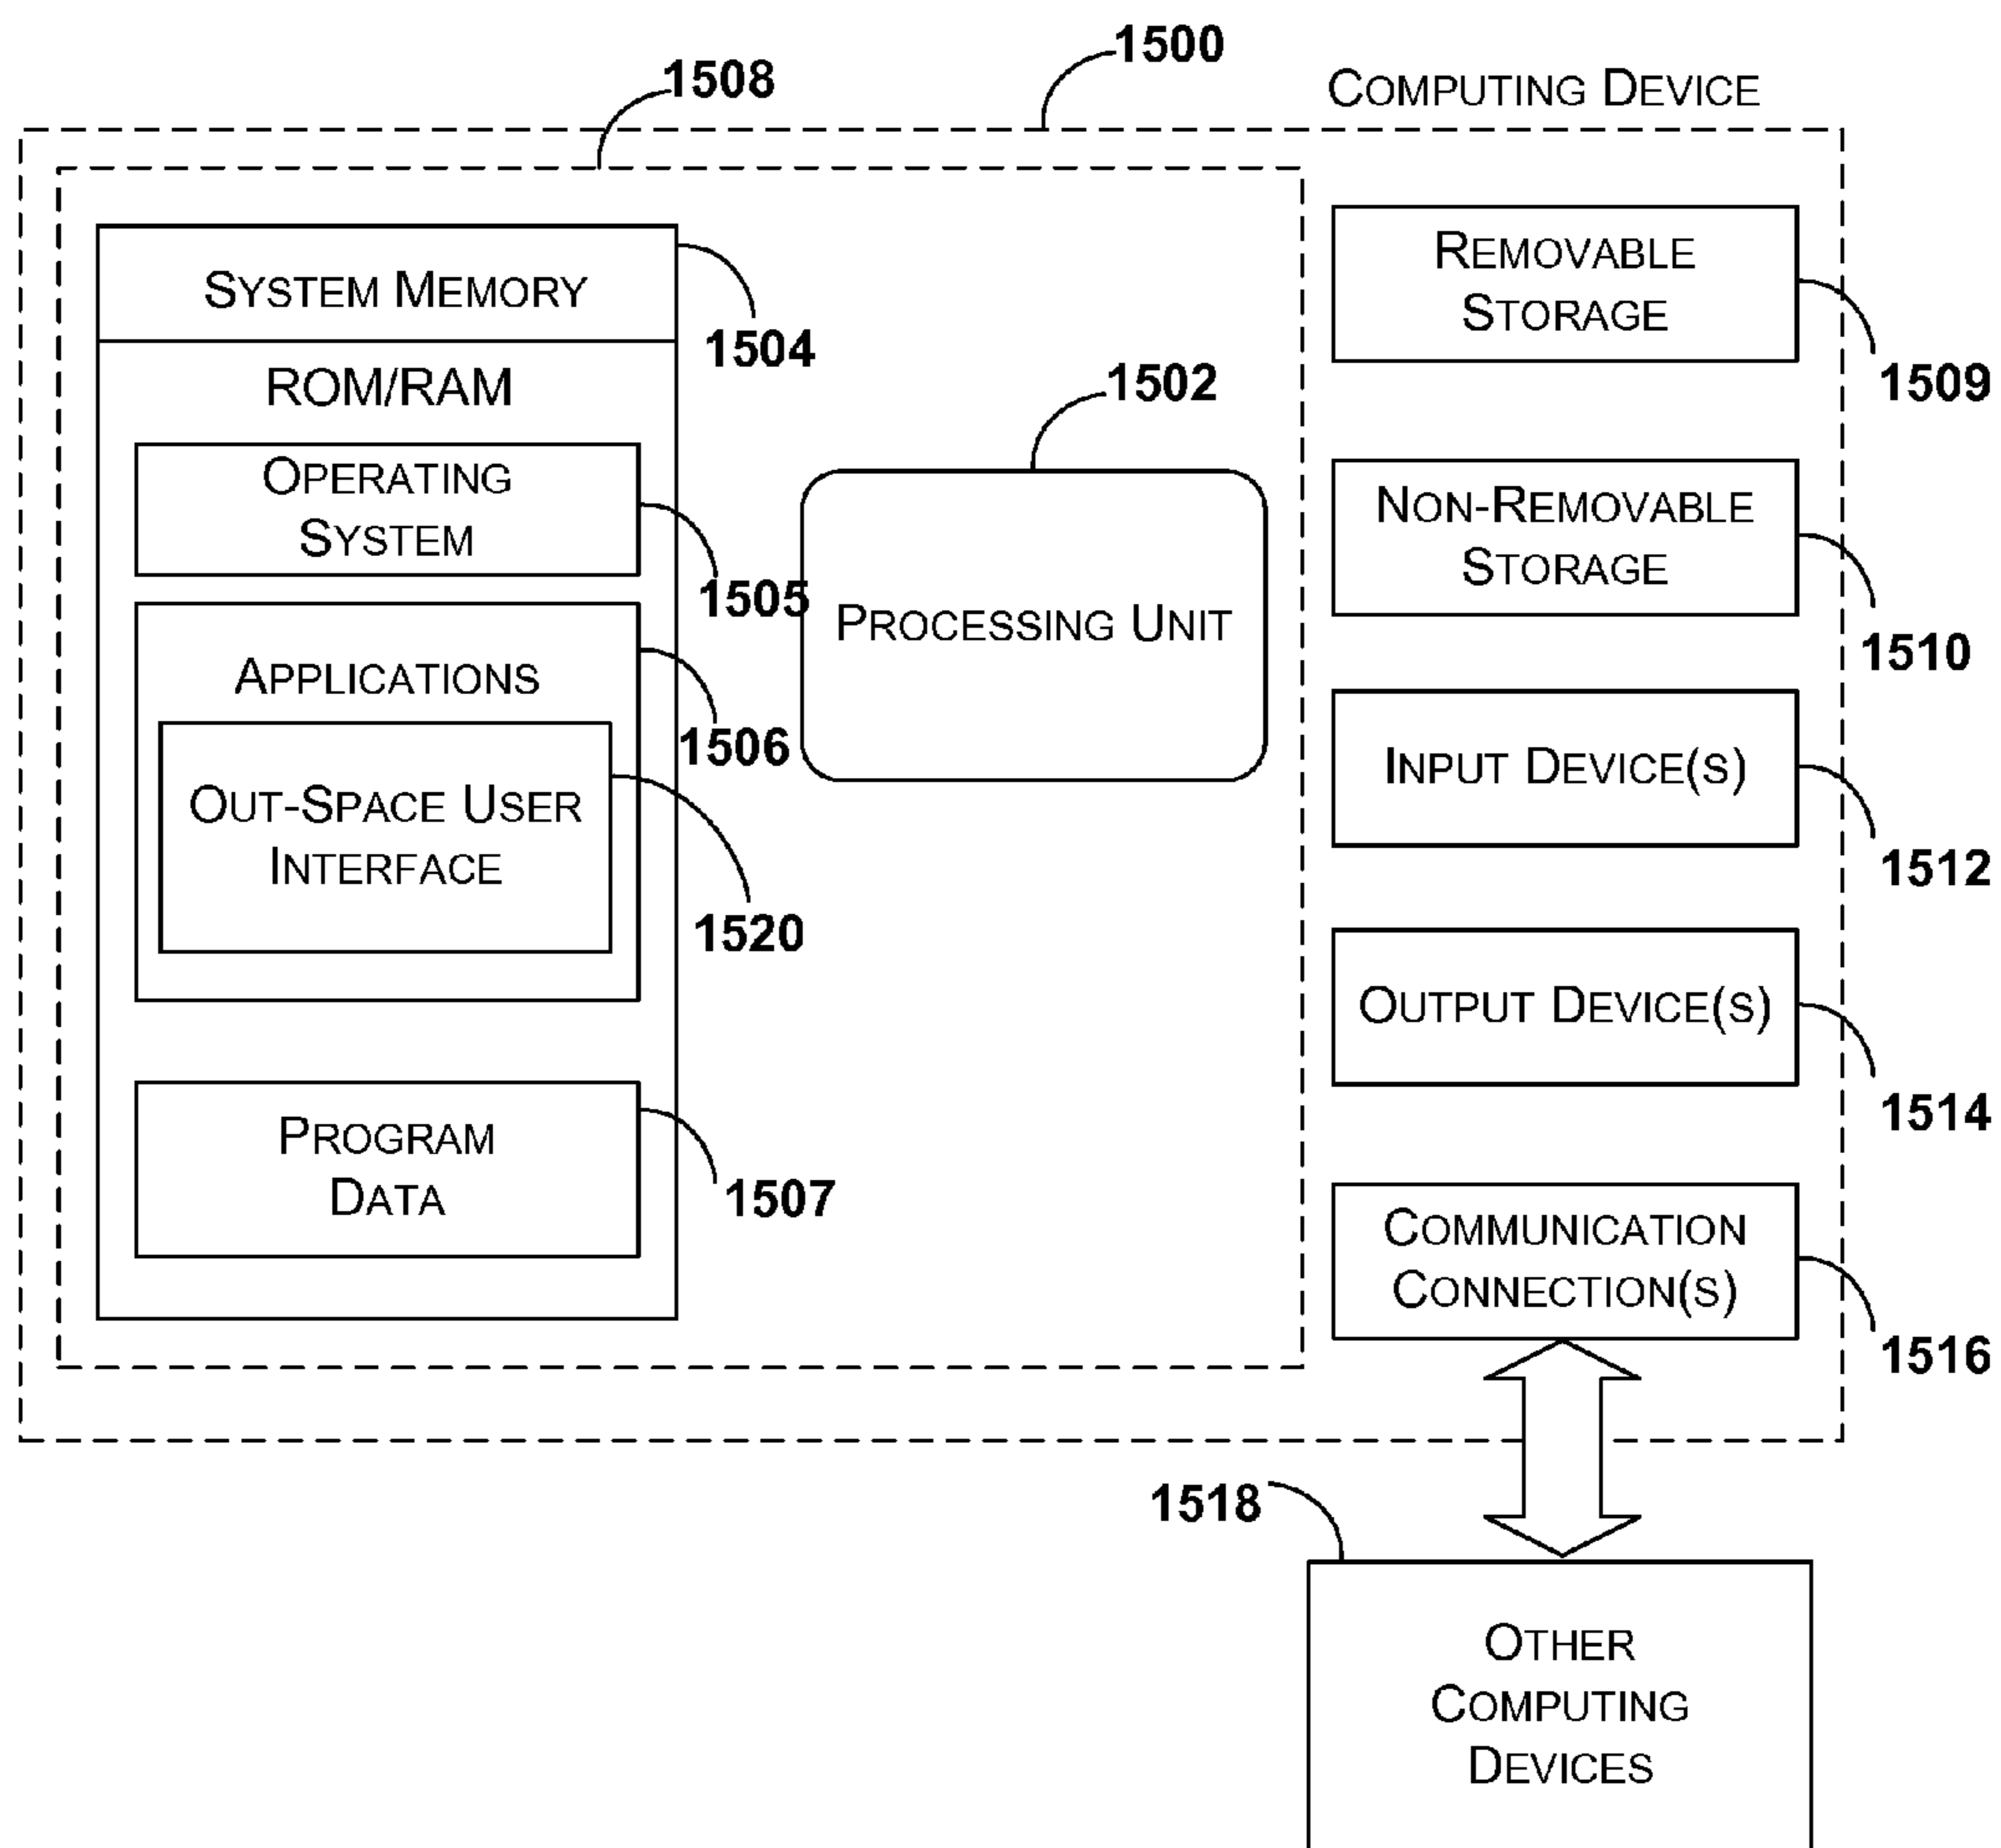 1500
1508
COMPUTING DEVICE
SYSTEM MEMORY
1504
ROM/RAM
OPERATING
SYSTEM
1505
APPLICATIONS
1506
OUT-SPACE USER
INTERFACE
1520
PROGRAM
DATA
1507
1502
PROCESSING UNIT
REMOVABLE
STORAGE
1509
NON-REMOVABLE
STORAGE
1510
INPUT DEVICE(S)
1512
OUTPUT DEVICE(S)
1514
COMMUNICATION
CONNECTION(S)
1516
1518
OTHER
COMPUTING
DEVICES